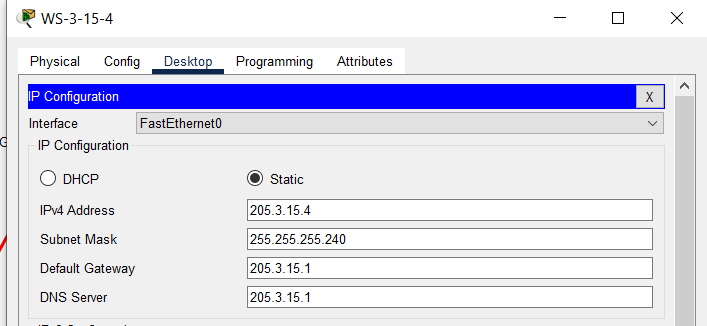 WS-3-15-4
Physical Config Desktop Programming Attributes
IP Configuration X
Interface FastEthernet0
IP Configuration
DHCP Static
IPv4 Address 205.3.15.4
Subnet Mask 255.255.255.240
Default Gateway 205.3.15.1
DNS Server 205.3.15.1